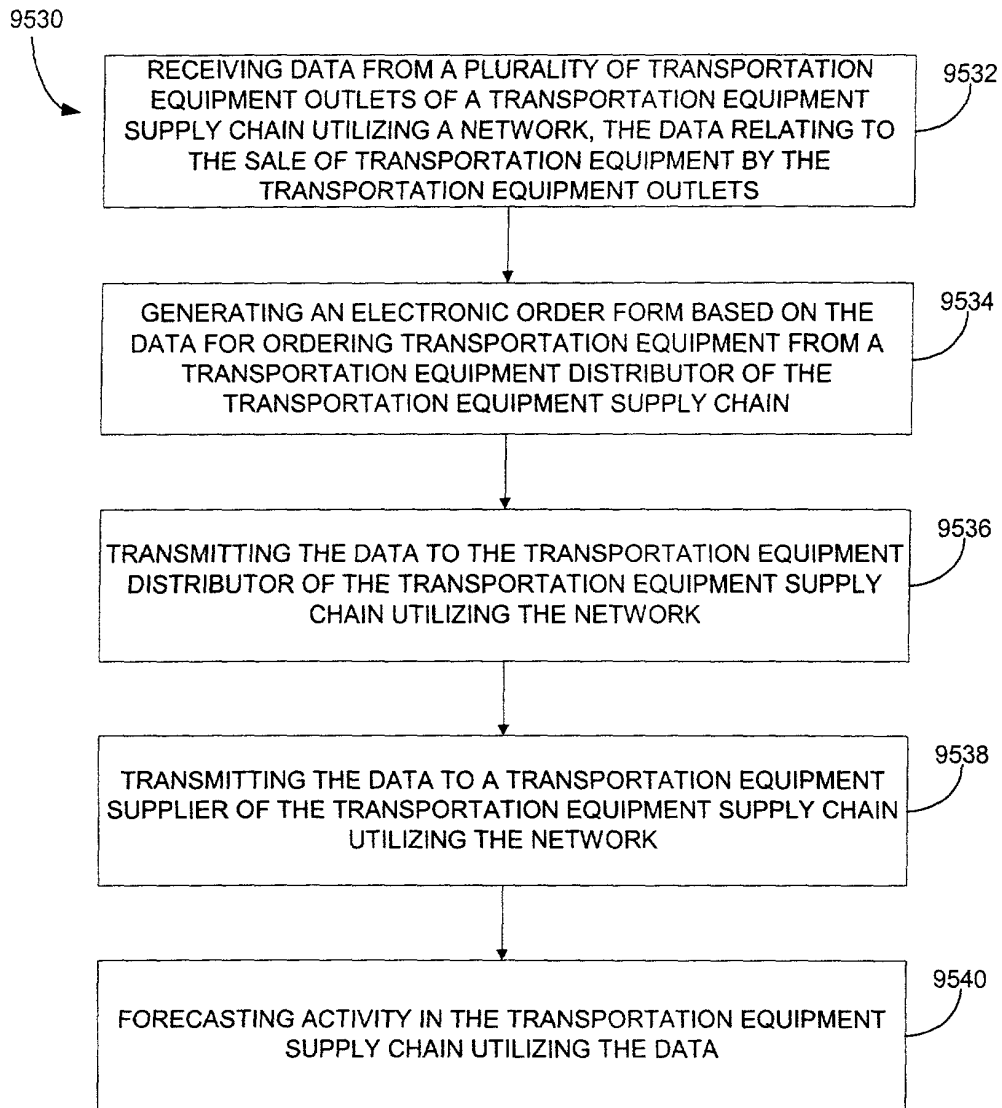 9530
RECEIVING DATA FROM A PLURALITY OF TRANSPORTATION
EQUIPMENT OUTLETS OF A TRANSPORTATION EQUIPMENT
SUPPLY CHAIN UTILIZING A NETWORK, THE DATA RELATING TO
THE SALE OF TRANSPORTATION EQUIPMENT BY THE
TRANSPORTATION EQUIPMENT OUTLETS
9532
GENERATING AN ELECTRONIC ORDER FORM BASED ON THE
DATA FOR ORDERING TRANSPORTATION EQUIPMENT FROM A
TRANSPORTATION EQUIPMENT DISTRIBUTOR OF THE
TRANSPORTATION EQUIPMENT SUPPLY CHAIN
9534
TRANSMITTING THE DATA TO THE TRANSPORTATION EQUIPMENT
DISTRIBUTOR OF THE TRANSPORTATION EQUIPMENT SUPPLY
CHAIN UTILIZING THE NETWORK
9536
TRANSMITTING THE DATA TO A TRANSPORTATION EQUIPMENT
SUPPLIER OF THE TRANSPORTATION EQUIPMENT SUPPLY CHAIN
UTILIZING THE NETWORK
9538
FORECASTING ACTIVITY IN THE TRANSPORTATION EQUIPMENT
SUPPLY CHAIN UTILIZING THE DATA
9540